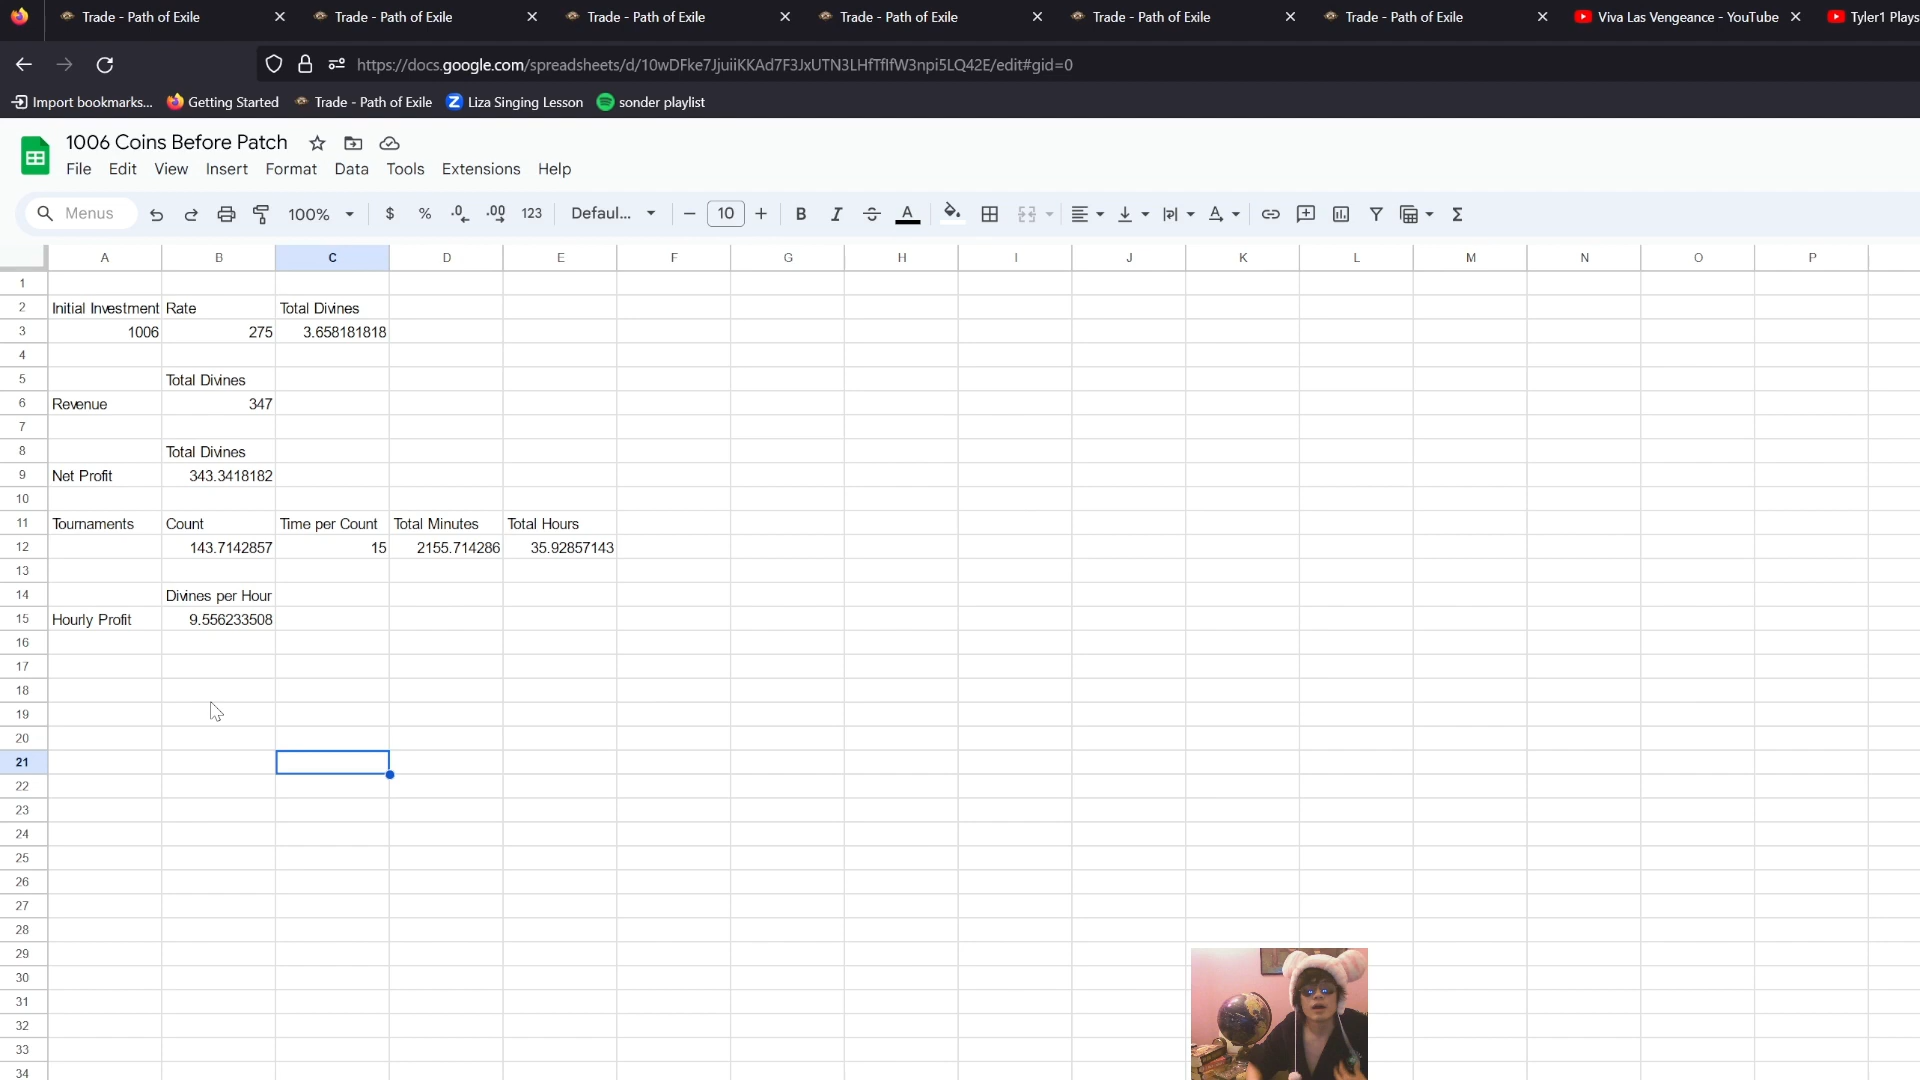 Trade - Path of Exile Trade - Path of Exile Trade - Path of Exile Trade - Path of Exile Trade - Path of Exile Trade - Path of Exile Viva Las Vengeance - YouTube Tyler1 Plays
https://docs.google.com/spreadsheets/d/10wDFke7JjuiiKKAd7F3JxUTN3LHfTflfW3npi5LQ42E/edit#gid=0
Import bookmarks... Getting Started Trade - Path of Exile Liza Singing Lesson sonder playlist
1006 Coins Before Patch
File Edit View Insert Format Data Tools Extensions Help
Menus 100% $ % .0 .00 123 Defaul... 10 B I S A Σ
A B C D E F G H I J K L M N O P
1
2 Initial Investment Rate Total Divines
3 1006 275 3.658181818
4
5 Total Divines
6 Revenue 347
7
8 Total Divines
9 Net Profit 343.3418182
10
11 Tournaments Count Time per Count Total Minutes Total Hours
12 143.7142857 15 2155.714286 35.92857143
13
14 Divines per Hour
15 Hourly Profit 9.556233508
16
17
18
19
20
21
22
23
24
25
26
27
28
29
30
31
32
33
34